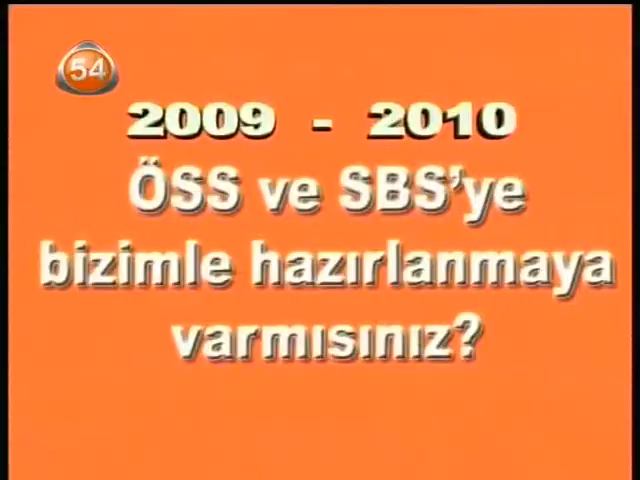 54
2009 - 2010
ÖSS ve SBS'ye
bizimle hazırlanmaya
varmısınız?